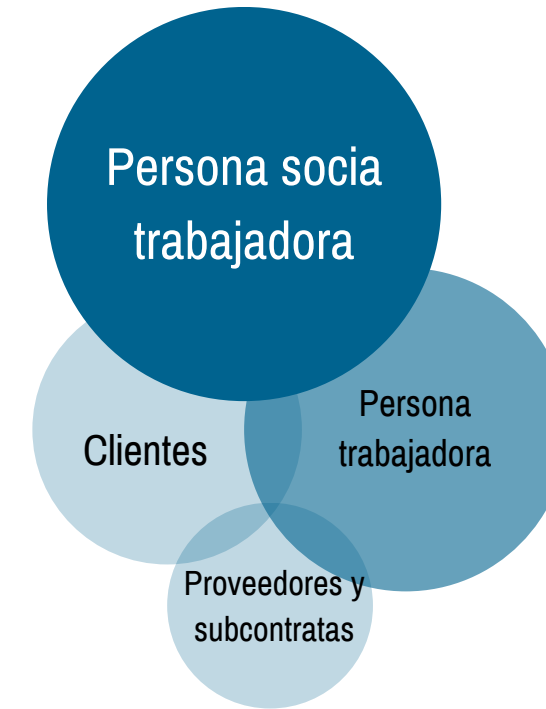 Persona socia
trabajadora
Persona
trabajadora
Clientes
Proveedores y
subcontratas